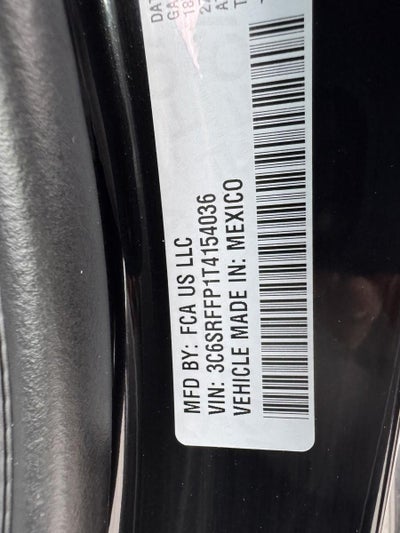 MFD BY: FCA US LLC
VIN: 3C6SRFFP1T4154036
VEHICLE MADE IN: MEXICO